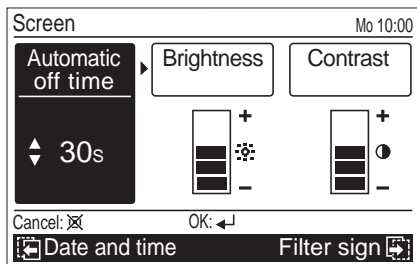 Screen Mo 10:00
Automatic off time
Brightness
Contrast
30s
+ +
- -
Cancel: OK:
Date and time Filter sign